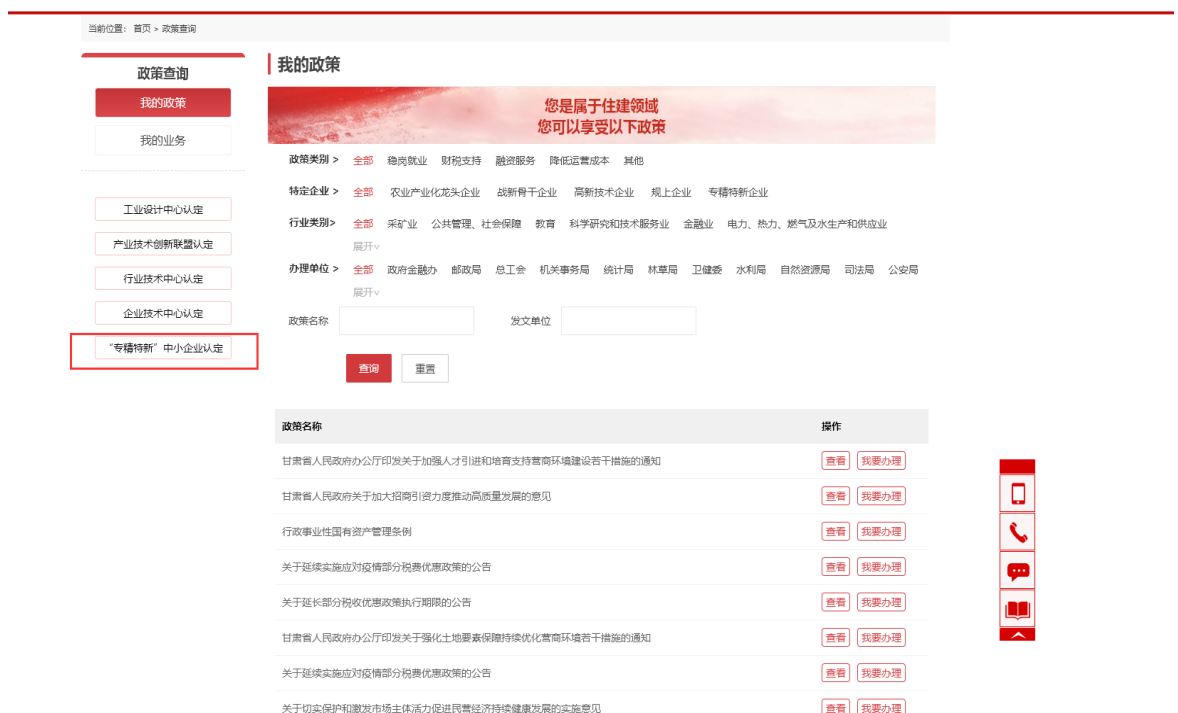 当前位置： 首页 > 政策查询
政策查询
我的政策
我的业务
工业设计中心认定
产业技术创新联盟认定
行业技术中心认定
企业技术中心认定
“专精特新”中小企业认定
我的政策
您是属于住建领域
您可以享受以下政策
政策类别 > 全部 稳岗就业 财税支持 融资服务 降低运营成本 其他
特定企业 > 全部 农业产业化龙头企业 战新骨干企业 高新技术企业 规上企业 专精特新企业
行业类别> 全部 采矿业 公共管理、社会保障 教育 科学研究和技术服务业 金融业 电力、热力、燃气及水生产和供应业
展开
办理单位 > 全部 政府金融办 邮政局 总工会 机关事务局 统计局 林草局 卫健委 水利局 自然资源局 司法局 公安局
展开
政策名称 发文单位
查询 重置
政策名称 操作
甘肃省人民政府办公厅印发关于加强人才引进和培育支持营商环境建设若干措施的通知 查看 我要办理
甘肃省人民政府关于加大招商引资力度推动高质量发展的意见 查看 我要办理
行政事业性国有资产管理条例 查看 我要办理
关于延续实施应对疫情部分税费优惠政策的公告 查看 我要办理
关于延长部分税收优惠政策执行期限的公告 查看 我要办理
甘肃省人民政府办公厅印发关于强化土地要素保障持续优化营商环境若干措施的通知 查看 我要办理
关于延续实施应对疫情部分税费优惠政策的公告 查看 我要办理
关于切实保护和激发市场主体活力促进民营经济持续健康发展的实施意见 查看 我要办理